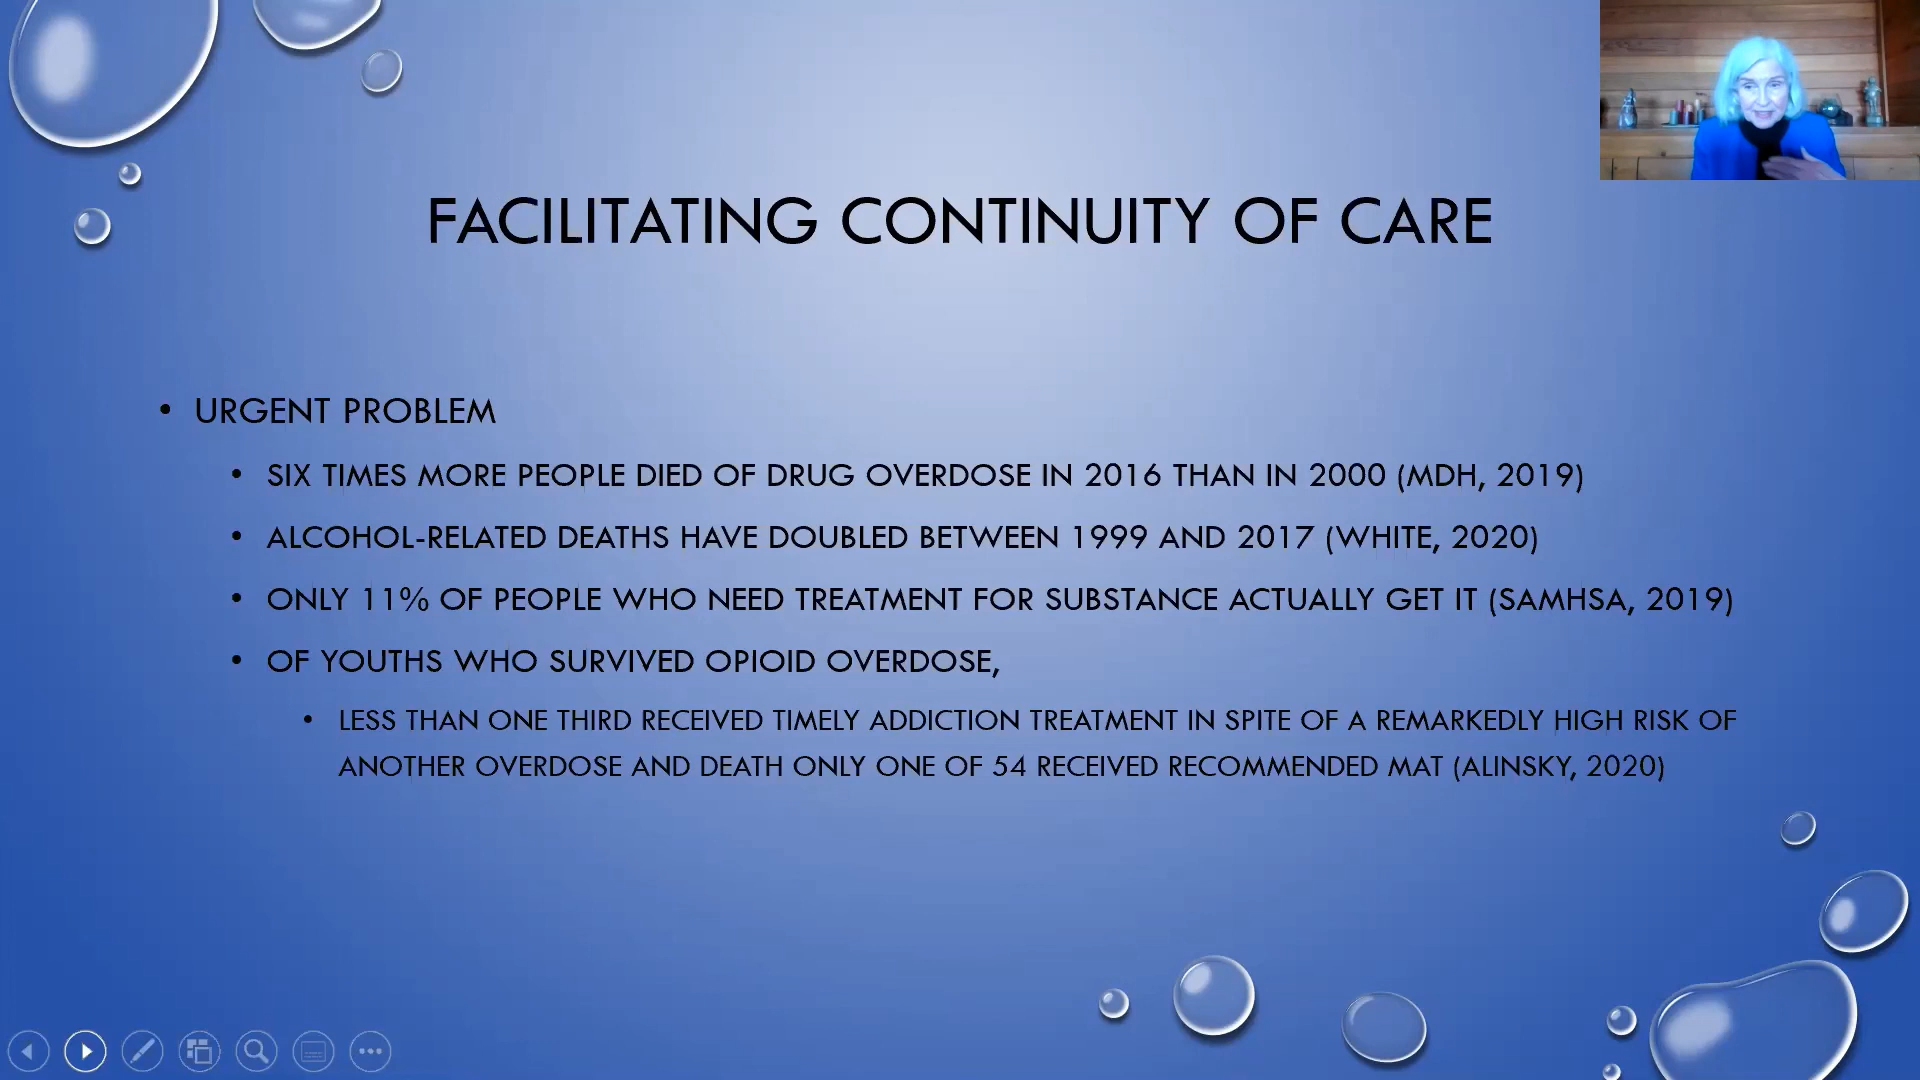 FACILITATING CONTINUITY OF CARE
• URGENT PROBLEM
• SIX TIMES MORE PEOPLE DIED OF DRUG OVERDOSE IN 2016 THAN IN 2000 (MDH, 2019)
• ALCOHOL-RELATED DEATHS HAVE DOUBLED BETWEEN 1999 AND 2017 (WHITE, 2020)
• ONLY 11% OF PEOPLE WHO NEED TREATMENT FOR SUBSTANCE ACTUALLY GET IT (SAMHSA, 2019)
• OF YOUTHS WHO SURVIVED OPIOID OVERDOSE,
• LESS THAN ONE THIRD RECEIVED TIMELY ADDICTION TREATMENT IN SPITE OF A REMARKEDLY HIGH RISK OF
ANOTHER OVERDOSE AND DEATH ONLY ONE OF 54 RECEIVED RECOMMENDED MAT (ALINSKY, 2020)